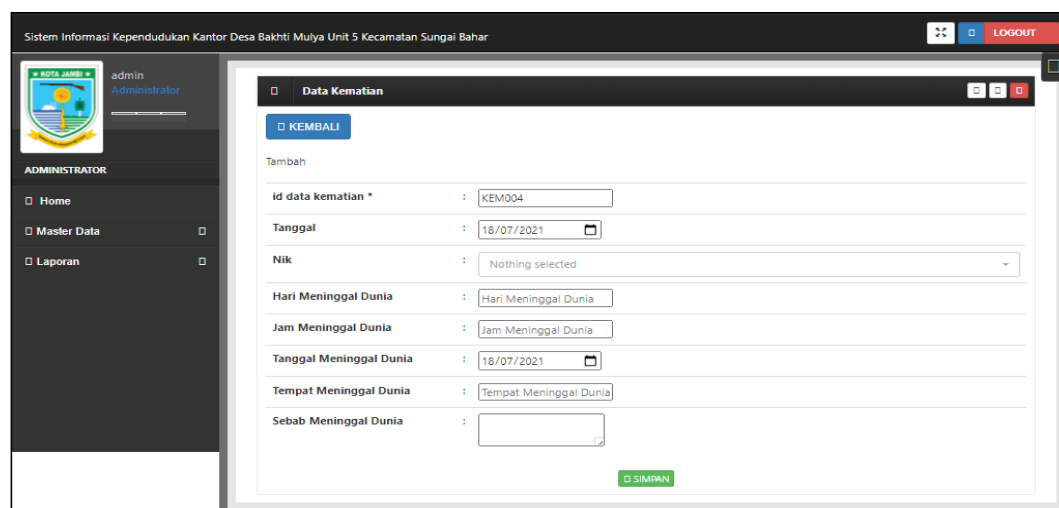 Sistem Informasi Kependudukan Kantor Desa Bakhti Mulya Unit 5 Kecamatan Sungai Bahar
LOGOUT
KOTA JAMBI
admin
Administrator
ADMINISTRATOR
Home
Master Data
Laporan
Data Kematian
KEMBALI
Tambah
id data kematian * : KEM004
Tanggal : 18/07/2021
Nik : Nothing selected
Hari Meninggal Dunia : Hari Meninggal Dunia
Jam Meninggal Dunia : Jam Meninggal Dunia
Tanggal Meninggal Dunia : 18/07/2021
Tempat Meninggal Dunia : Tempat Meninggal Dunia
Sebab Meninggal Dunia :
SIMPAN